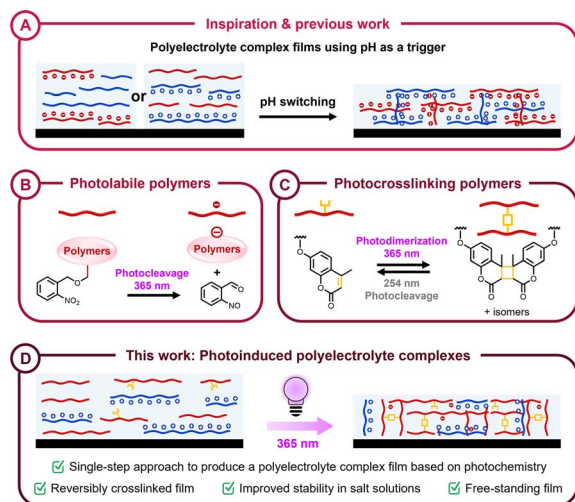 A
Inspiration & previous work
Polyelectrolyte complex films using pH as a trigger
or
pH switching
B
Photolabile polymers
Polymers
Polymers
O
NO₂
Photocleavage
365 nm
+
O
NO
C
Photocrosslinking polymers
O
O
O
Photodimerization
365 nm
254 nm
Photocleavage
O
O
O
O
O
O
+ isomers
D
This work: Photoinduced polyelectrolyte complexes
365 nm
Single-step approach to produce a polyelectrolyte complex film based on photochemistry
Reversibly crosslinked film
Improved stability in salt solutions
Free-standing film